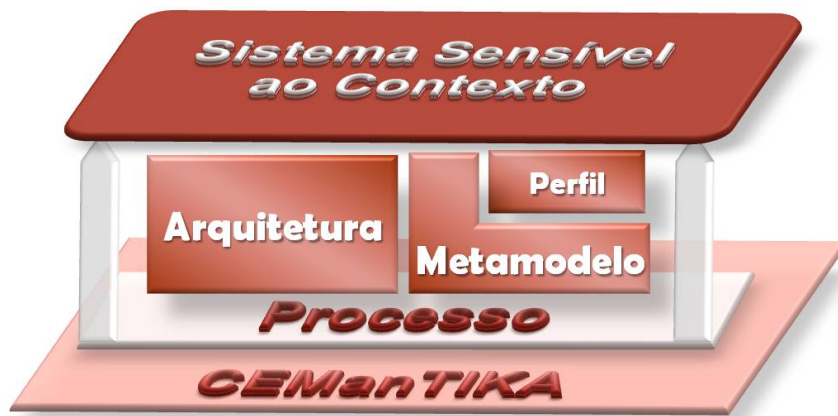 Sistema Sensível
ao Contexto
Perfil
Arquitetura
Metamodelo
Processo
CEManTIKA